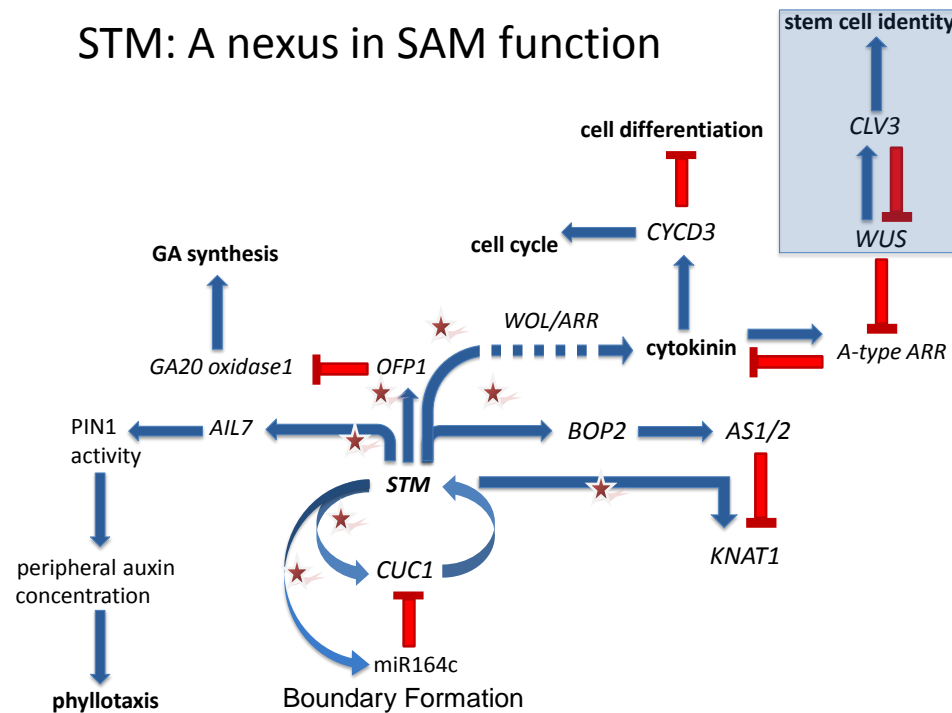 STM: A nexus in SAM function
stem cell identity
CLV3
WUS
cell differentiation
CYCD3
cell cycle
GA synthesis
WOL/ARR
cytokinin
A-type ARR
GA20 oxidase1
OFP1
PIN1
activity
AIL7
BOP2
AS1/2
STM
KNAT1
CUC1
peripheral auxin
concentration
miR164c
phyllotaxis
Boundary Formation